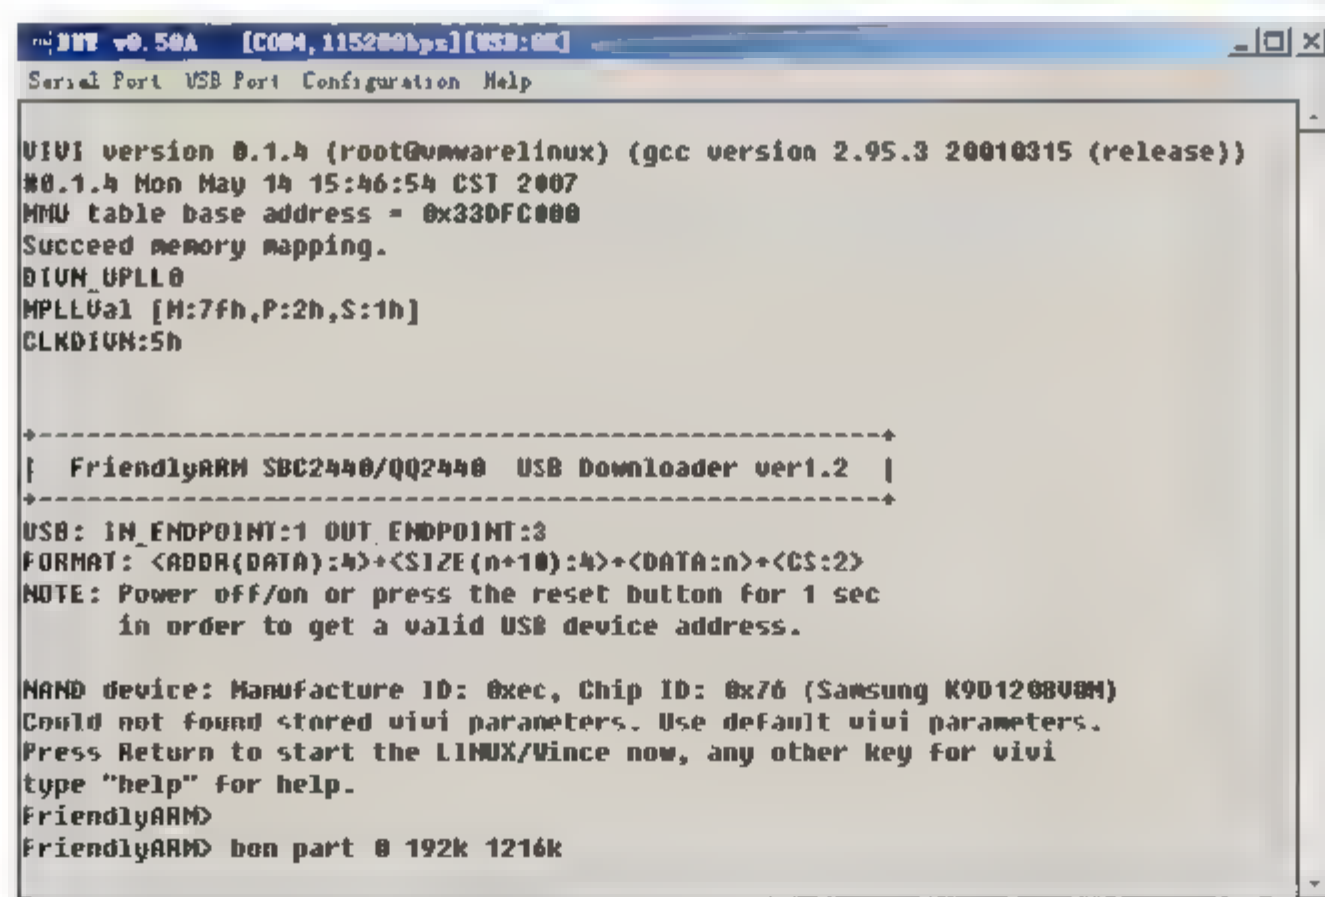 DNW v0.50A [COM4,115200bps][USB:OK]
Serial Port USB Port Configuration Help
VIVI version 0.1.4 (root@vmwarelinux) (gcc version 2.95.3 20010315 (release))
#0.1.4 Mon May 14 15:46:54 CST 2007
MMU table base address = 0x33DFC000
Succeed memory mapping.
DIVN_UPLL0
MPLLVal [M:7fh,P:2h,S:1h]
CLKDIVN:5h
+---------------------------------------------------+
| FriendlyARM SBC2440/QQ2440 USB Downloader ver1.2 |
+---------------------------------------------------+
USB: IN_ENDPOINT:1 OUT_ENDPOINT:3
FORMAT: <ADDR(DATA):4>+<SIZE(n+10):4>+<DATA:n>+<CS:2>
NOTE: Power off/on or press the reset button for 1 sec
in order to get a valid USB device address.
NAND device: Manufacture ID: 0xec, Chip ID: 0x76 (Samsung K9D1208V0M)
Could not found stored vivi parameters. Use default vivi parameters.
Press Return to start the LINUX/Wince now, any other key for vivi
type "help" for help.
FriendlyARM>
FriendlyARM> bon part 0 192k 1216k